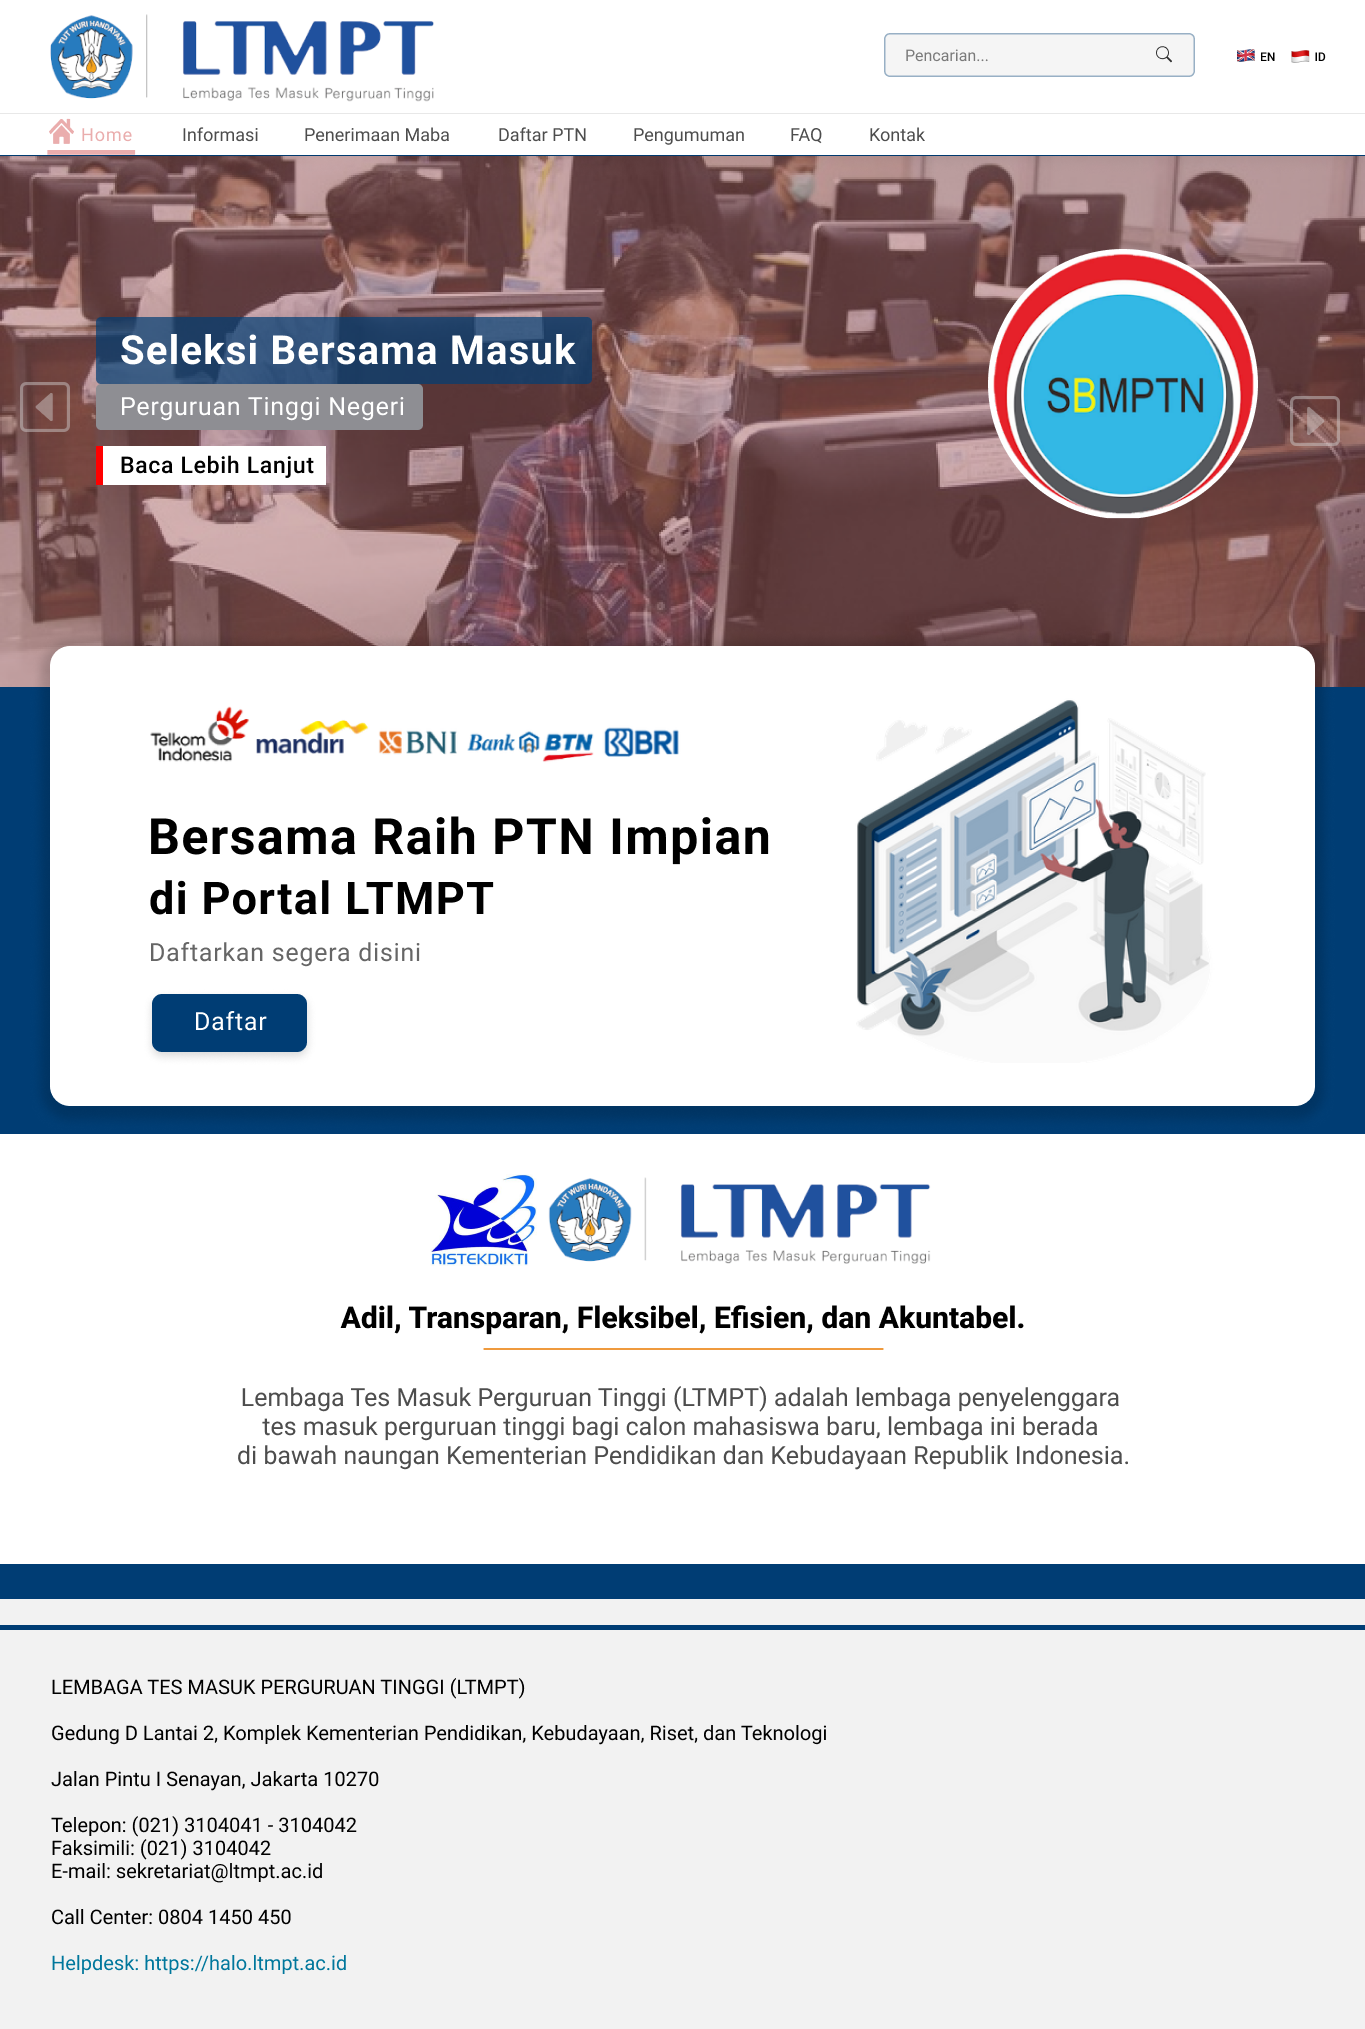 TUT WURI HANDAYANI
LTMPT
Lembaga Tes Masuk Perguruan Tinggi
Pencarian...
EN
ID
Home
Informasi
Penerimaan Maba
Daftar PTN
Pengumuman
FAQ
Kontak
Seleksi Bersama Masuk
Perguruan Tinggi Negeri
Baca Lebih Lanjut
SBMPTN
hp
Telkom
Indonesia
mandiri
BNI
Bank BTN
BRI
Bersama Raih PTN Impian
di Portal LTMPT
Daftarkan segera disini
Daftar
RISTEKDIKTI
TUT WURI HANDAYANI
LTMPT
Lembaga Tes Masuk Perguruan Tinggi
Adil, Transparan, Fleksibel, Efisien, dan Akuntabel.
Lembaga Tes Masuk Perguruan Tinggi (LTMPT) adalah lembaga penyelenggara
tes masuk perguruan tinggi bagi calon mahasiswa baru, lembaga ini berada
di bawah naungan Kementerian Pendidikan dan Kebudayaan Republik Indonesia.
LEMBAGA TES MASUK PERGURUAN TINGGI (LTMPT)
Gedung D Lantai 2, Komplek Kementerian Pendidikan, Kebudayaan, Riset, dan Teknologi
Jalan Pintu I Senayan, Jakarta 10270
Telepon: (021) 3104041 - 3104042
Faksimili: (021) 3104042
E-mail: sekretariat@ltmpt.ac.id
Call Center: 0804 1450 450
Helpdesk: https://halo.ltmpt.ac.id